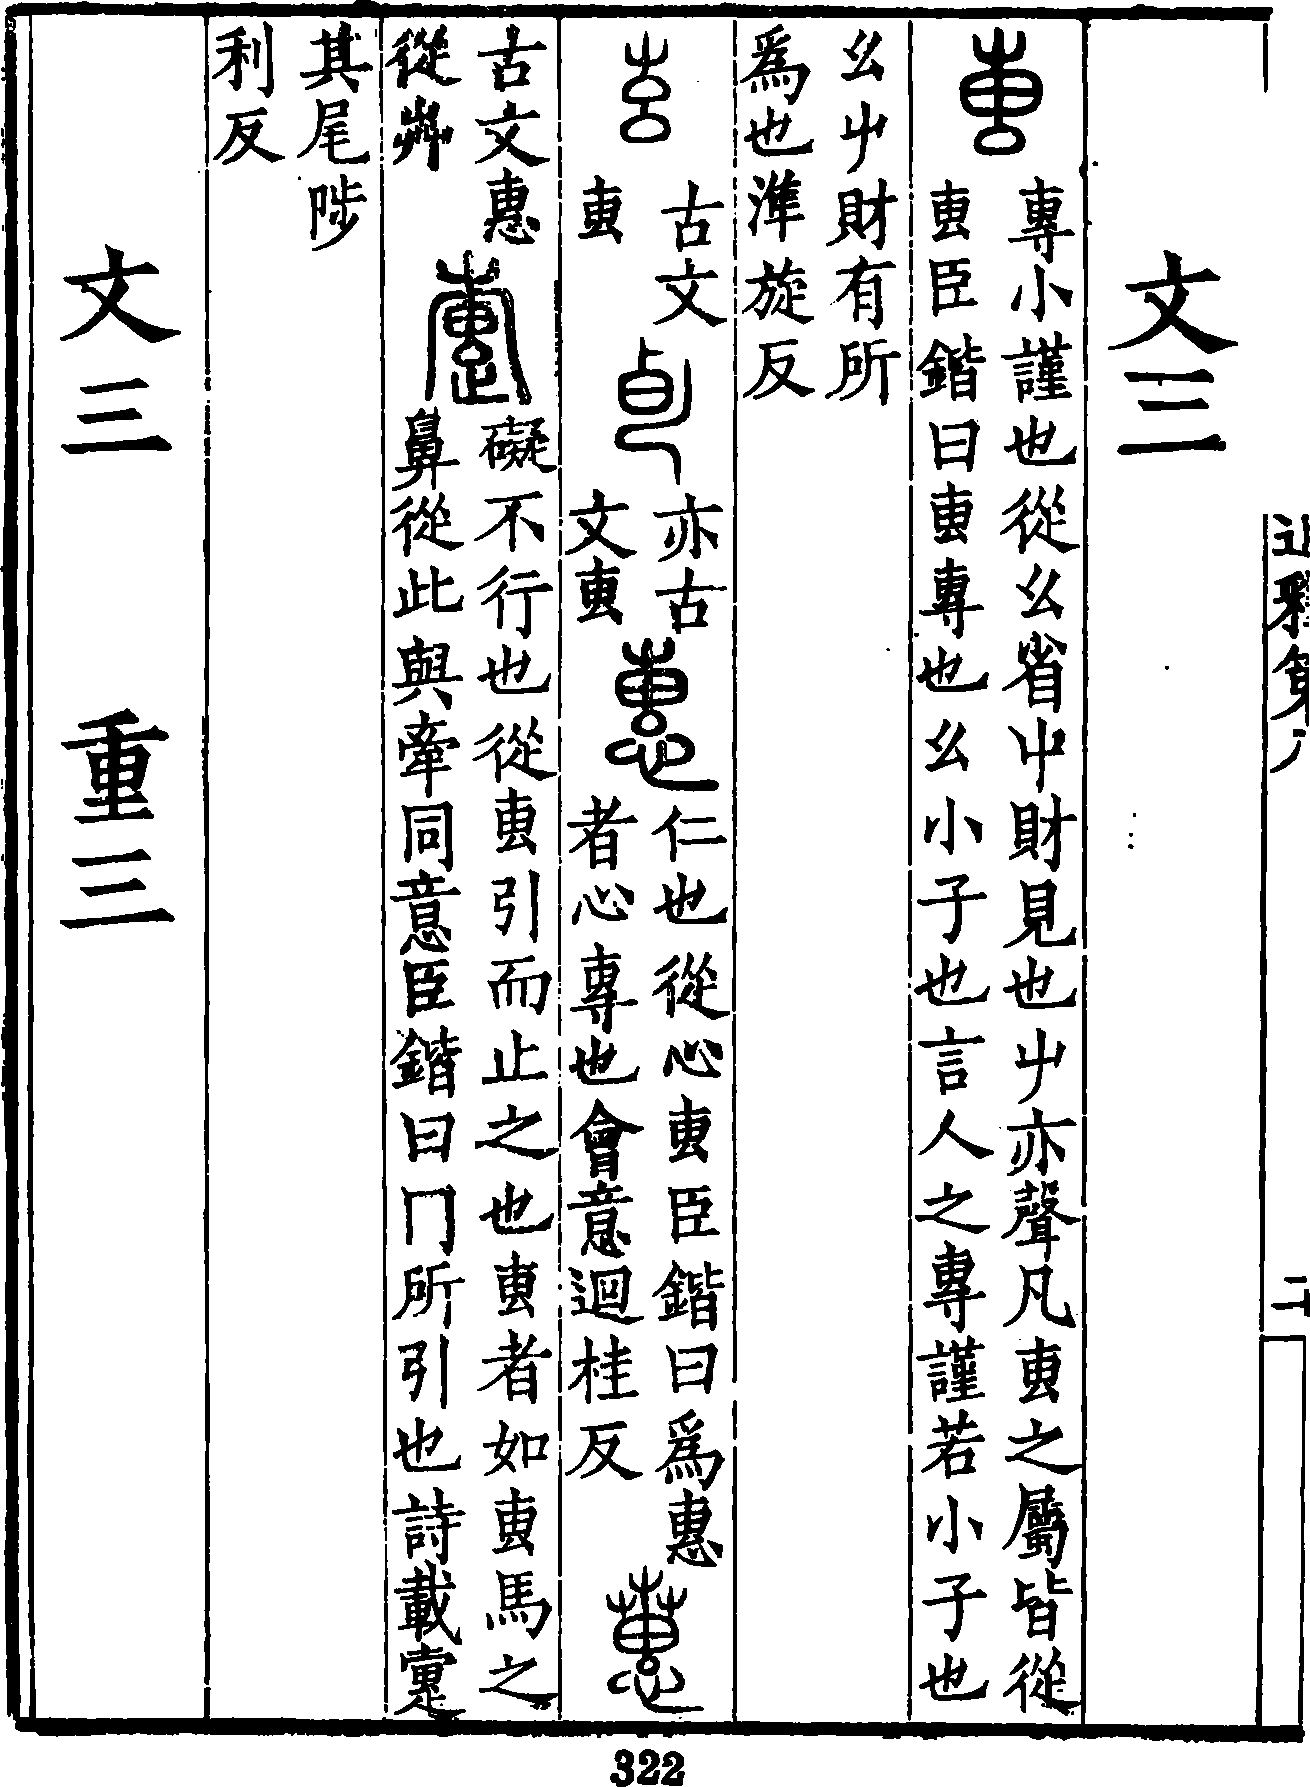 文三
叀
專小謹也從幺省屮財見也屮亦聲凡叀之屬皆從
叀臣鍇曰叀專也幺小子也言人之專謹若小子也
幺屮財有所
爲也準旋反
古文
叀
亦古
文叀
惠
仁也從心叀臣鍇曰爲惠
者心專也會意迴桂反
古文惠
從芔
疐
礙不行也從叀引而止之也叀者如叀馬之
鼻從此與牽同意臣鍇曰冂所引也詩載疐
其尾陟
利反
文三 重三
322